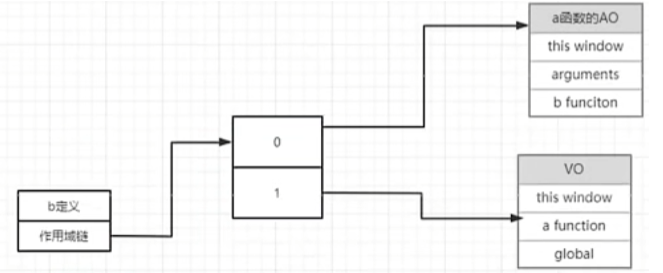 a函数的AO
this window
arguments
b funciton
0
1
VO
this window
a function
global
b定义
作用域链